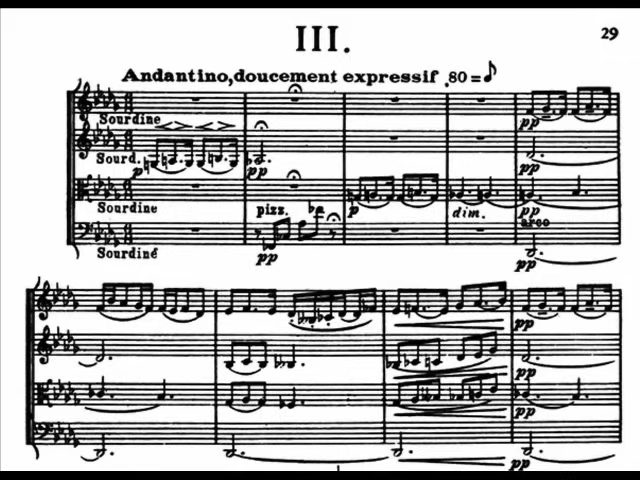 III.
29
Andantino,doucement expressif .80 = ♪
Sourdine
pp
Sourd. p pp
pp
Sourdine
pizz.
p
dim.
pp
arco
Sourdine
pp
pp
pp
pp
pp
pp